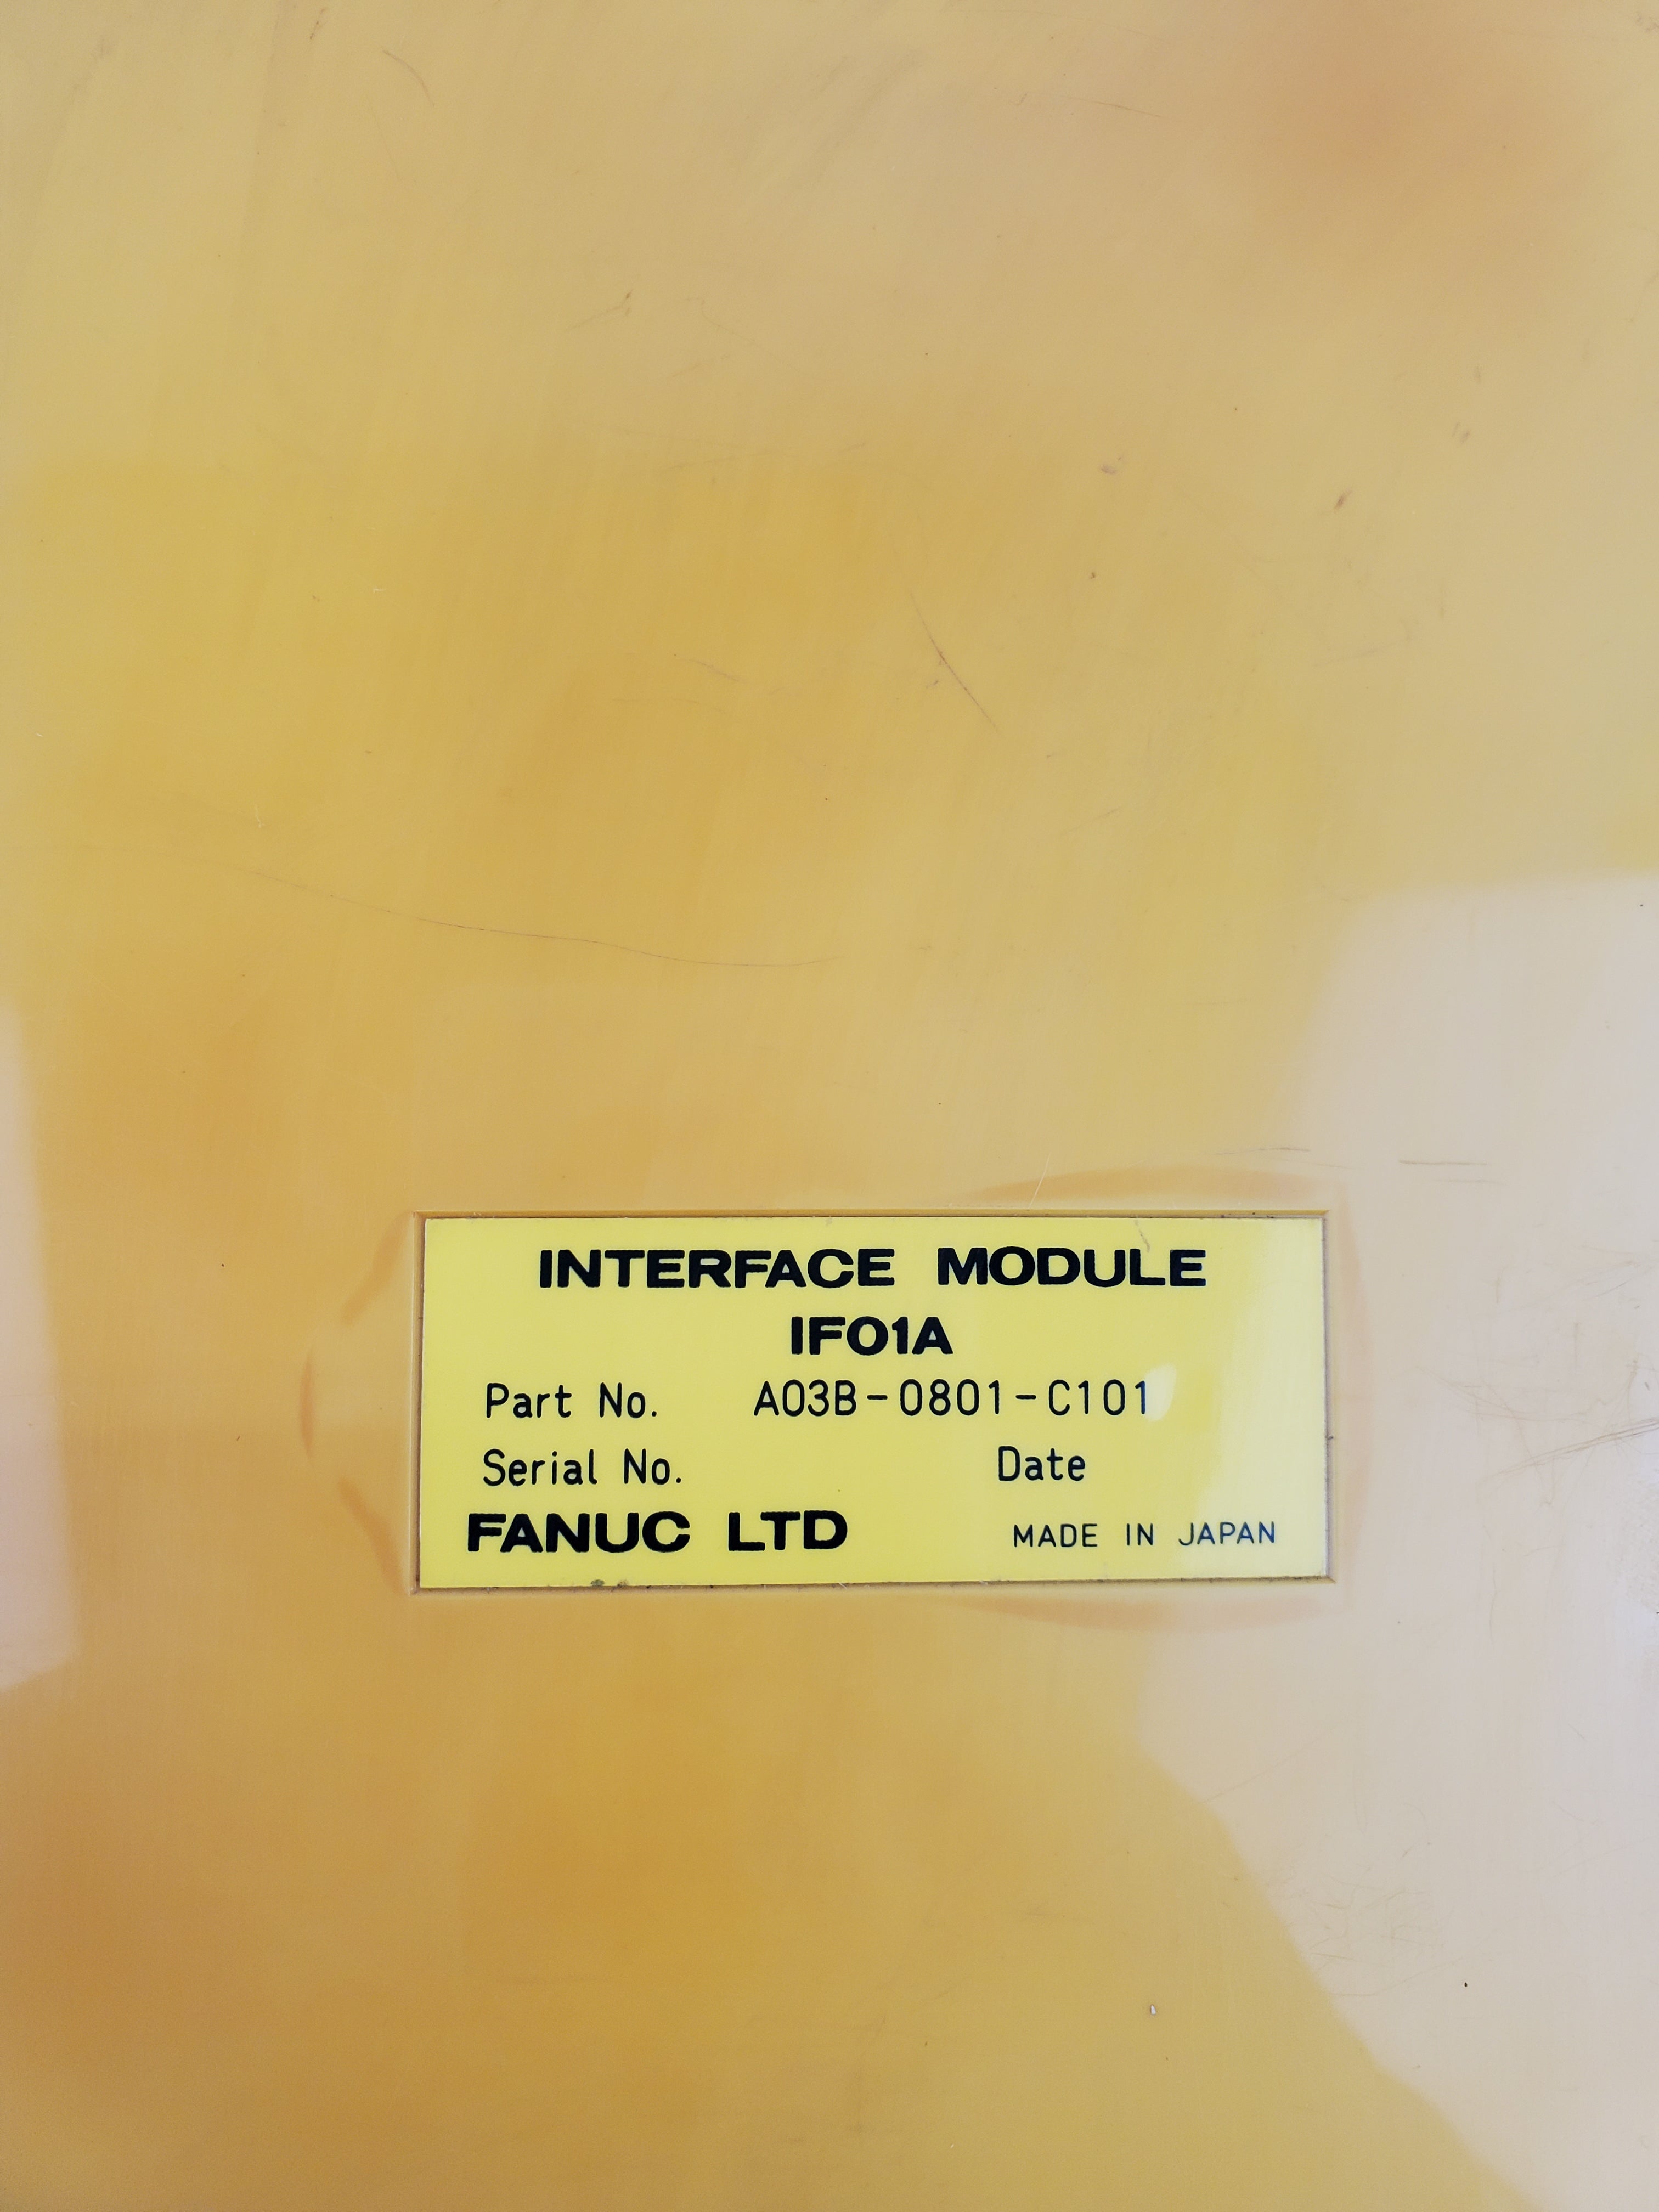 INTERFACE MODULE
IF01A
Part No. A03B-0801-C101
Serial No. Date
FANUC LTD MADE IN JAPAN